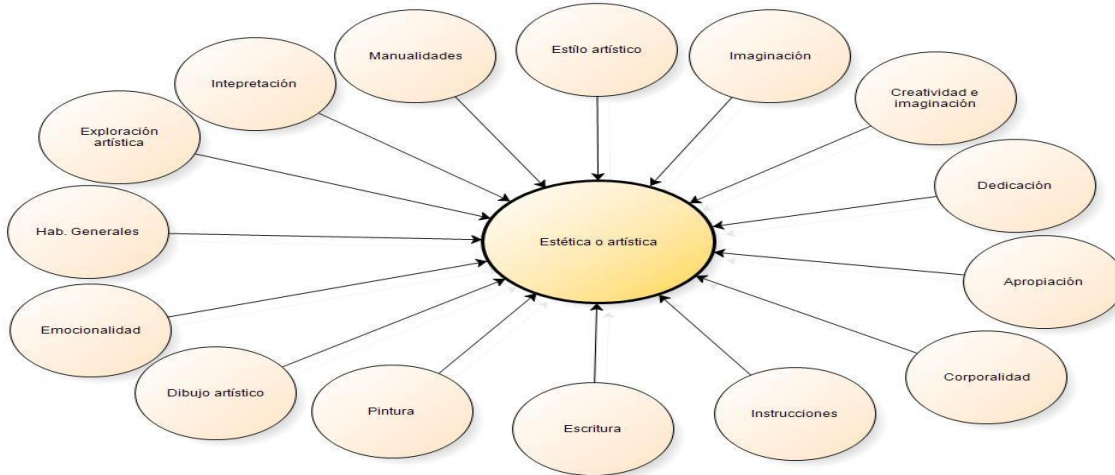 Estílo artístico
Imaginación
Manualidades
Intepretación
Creatividad e
imaginación
Exploración
artística
Dedicación
Hab. Generales
Estética o artística
Apropiación
Emocionalidad
Corporalidad
Dibujo artístico
Pintura
Instrucciones
Escritura